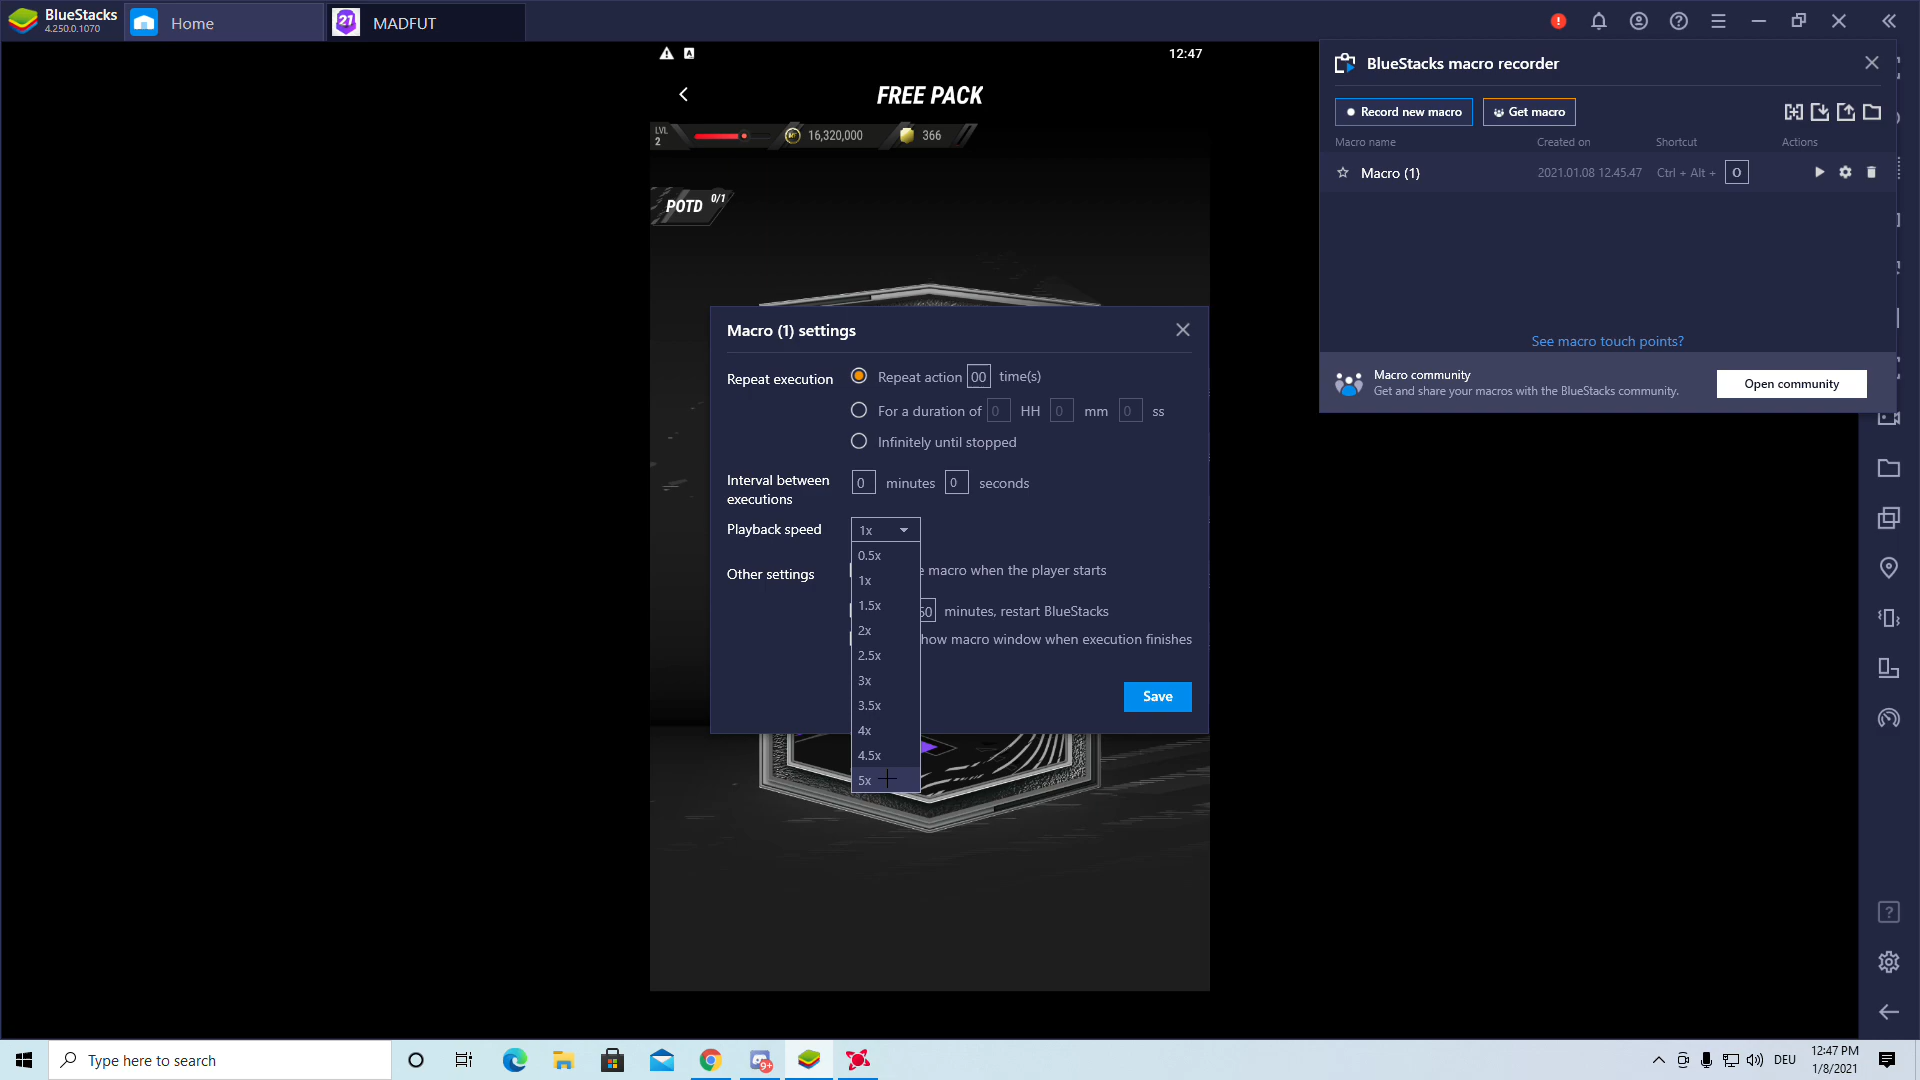 BlueStacks
4.250.0.1070
Home
21
MADFUT
12:47
FREE PACK
LVL
2
16,320,000
366
POTD 0/1
BlueStacks macro recorder
Record new macro
Get macro
Macro name
Created on
Shortcut
Actions
Macro (1)
2021.01.08 12.45.47
Ctrl + Alt +
O
See macro touch points?
Macro community
Get and share your macros with the BlueStacks community.
Open community
Macro (1) settings
Repeat execution
Repeat action 00 time(s)
For a duration of 0 HH 0 mm 0 ss
Infinitely until stopped
Interval between
executions
0 minutes 0 seconds
Playback speed
1x
0.5x
1x
1.5x
2x
2.5x
3x
3.5x
4x
4.5x
5x
Other settings
macro when the player starts
minutes, restart BlueStacks
how macro window when execution finishes
Save
Type here to search
9+
DEU
12:47 PM
1/8/2021